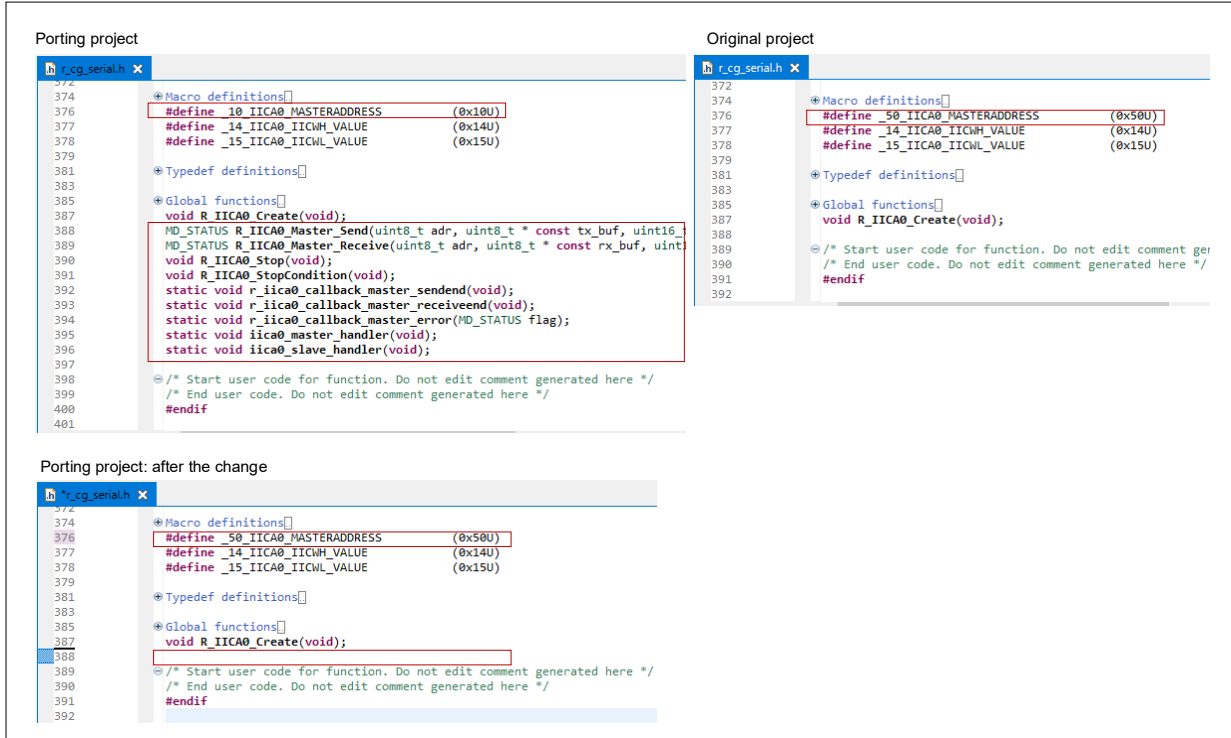 Porting project
r_cg_serial.h
372
374 Macro definitions
376 #define _10_IICA0_MASTERADDRESS (0x10U)
377 #define _14_IICA0_IICWH_VALUE (0x14U)
378 #define _15_IICA0_IICWL_VALUE (0x15U)
379
381 Typedef definitions
383
385 Global functions
387 void R_IICA0_Create(void);
388 MD_STATUS R_IICA0_Master_Send(uint8_t adr, uint8_t * const tx_buf, uint16_t
389 MD_STATUS R_IICA0_Master_Receive(uint8_t adr, uint8_t * const rx_buf, uint1
390 void R_IICA0_Stop(void);
391 void R_IICA0_StopCondition(void);
392 static void r_iica0_callback_master_sendend(void);
393 static void r_iica0_callback_master_receiveend(void);
394 static void r_iica0_callback_master_error(MD_STATUS flag);
395 static void iica0_master_handler(void);
396 static void iica0_slave_handler(void);
397
398 /* Start user code for function. Do not edit comment generated here */
399 /* End user code. Do not edit comment generated here */
400 #endif
401
Original project
r_cg_serial.h
372
374 Macro definitions
376 #define _50_IICA0_MASTERADDRESS (0x50U)
377 #define _14_IICA0_IICWH_VALUE (0x14U)
378 #define _15_IICA0_IICWL_VALUE (0x15U)
379
381 Typedef definitions
383
385 Global functions
387 void R_IICA0_Create(void);
388
389 /* Start user code for function. Do not edit comment ger
390 /* End user code. Do not edit comment generated here */
391 #endif
392
Porting project: after the change
*r_cg_serial.h
372
374 Macro definitions
376 #define _50_IICA0_MASTERADDRESS (0x50U)
377 #define _14_IICA0_IICWH_VALUE (0x14U)
378 #define _15_IICA0_IICWL_VALUE (0x15U)
379
381 Typedef definitions
383
385 Global functions
387 void R_IICA0_Create(void);
388
389 /* Start user code for function. Do not edit comment generated here */
390 /* End user code. Do not edit comment generated here */
391 #endif
392